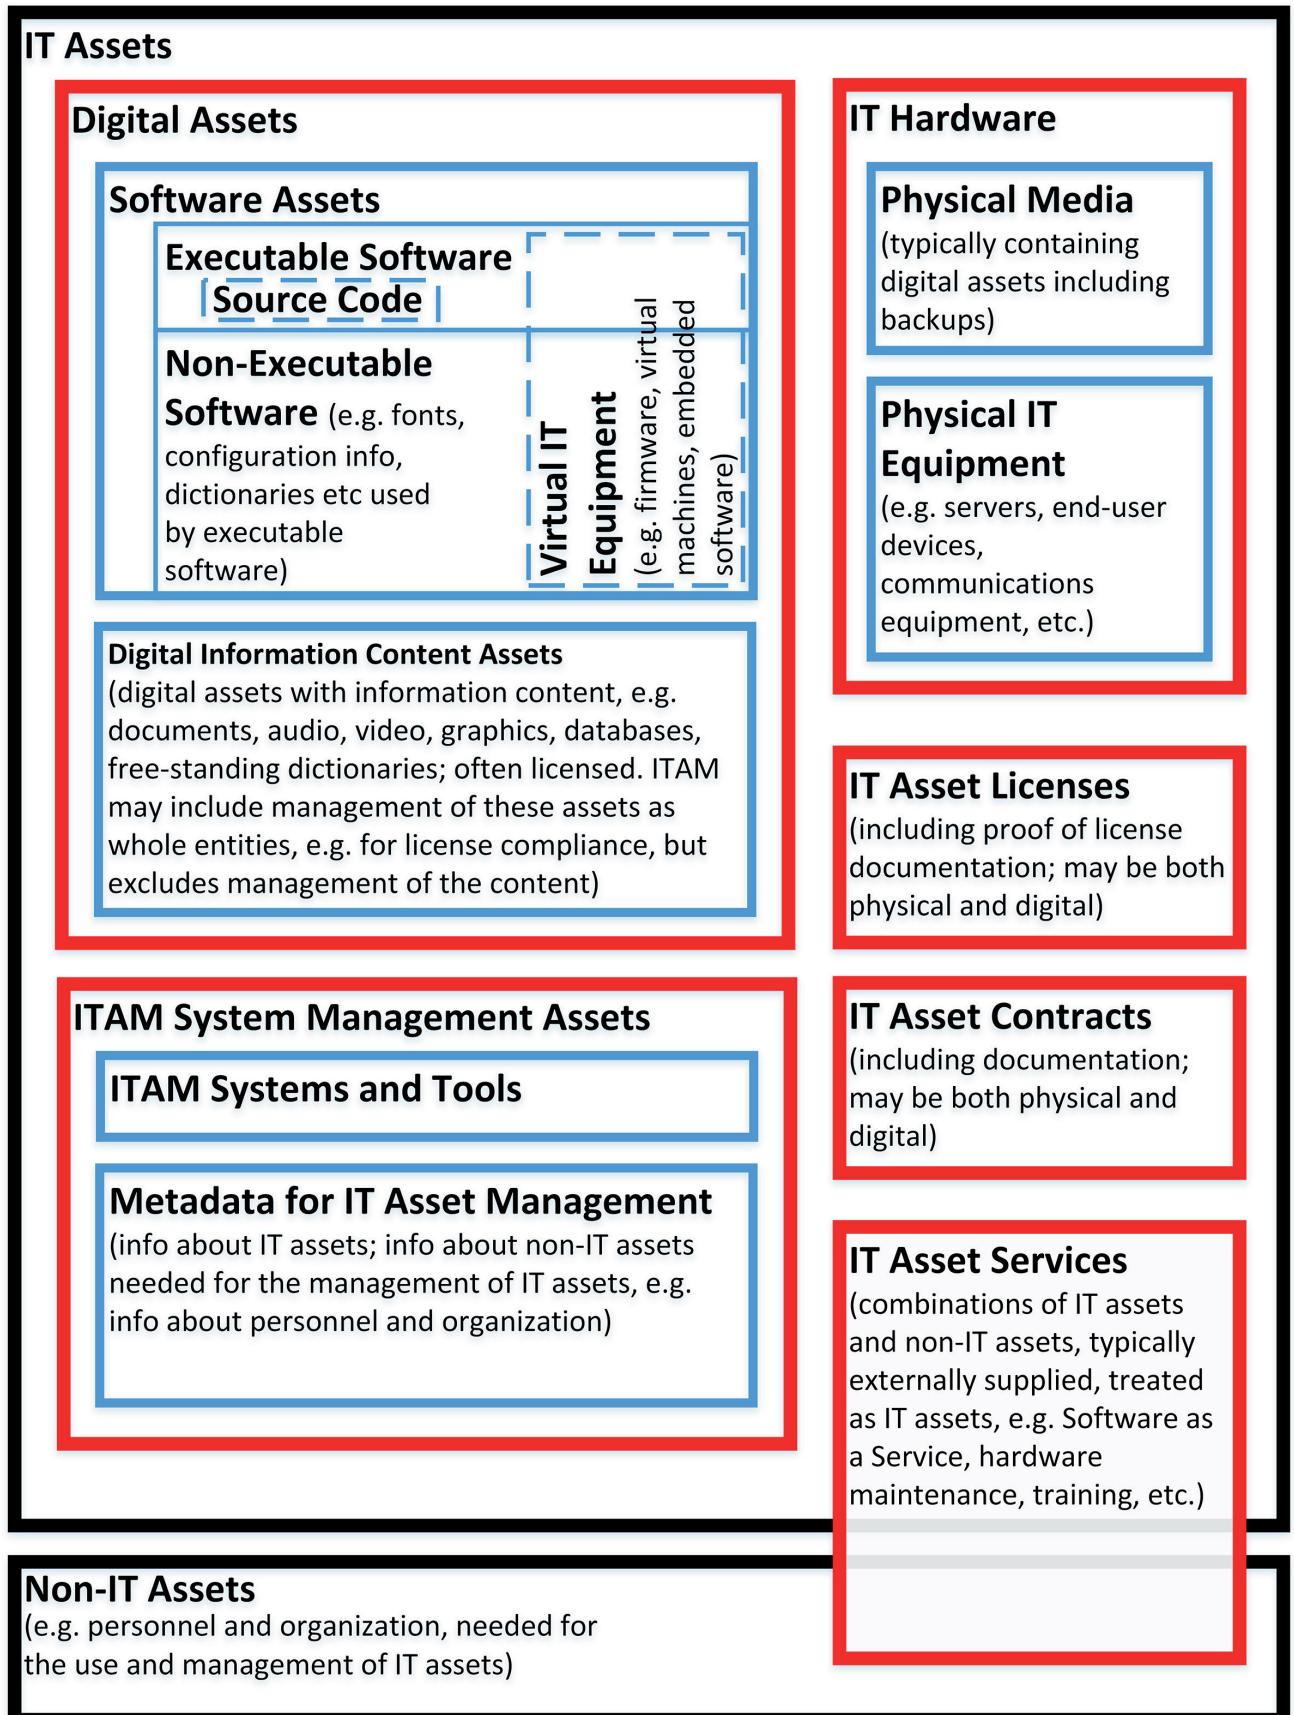 IT Assets
Digital Assets
Software Assets
Executable Software
Source Code
Non-Executable
Software (e.g. fonts,
configuration info,
dictionaries etc used
by executable
software)
Virtual IT
Equipment
(e.g. firmware, virtual
machines, embedded
software)
Digital Information Content Assets
(digital assets with information content, e.g.
documents, audio, video, graphics, databases,
free-standing dictionaries; often licensed. ITAM
may include management of these assets as
whole entities, e.g. for license compliance, but
excludes management of the content)
ITAM System Management Assets
ITAM Systems and Tools
Metadata for IT Asset Management
(info about IT assets; info about non-IT assets
needed for the management of IT assets, e.g.
info about personnel and organization)
IT Hardware
Physical Media
(typically containing
digital assets including
backups)
Physical IT
Equipment
(e.g. servers, end-user
devices,
communications
equipment, etc.)
IT Asset Licenses
(including proof of license
documentation; may be both
physical and digital)
IT Asset Contracts
(including documentation;
may be both physical and
digital)
IT Asset Services
(combinations of IT assets
and non-IT assets, typically
externally supplied, treated
as IT assets, e.g. Software as
a Service, hardware
maintenance, training, etc.)
Non-IT Assets
(e.g. personnel and organization, needed for
the use and management of IT assets)